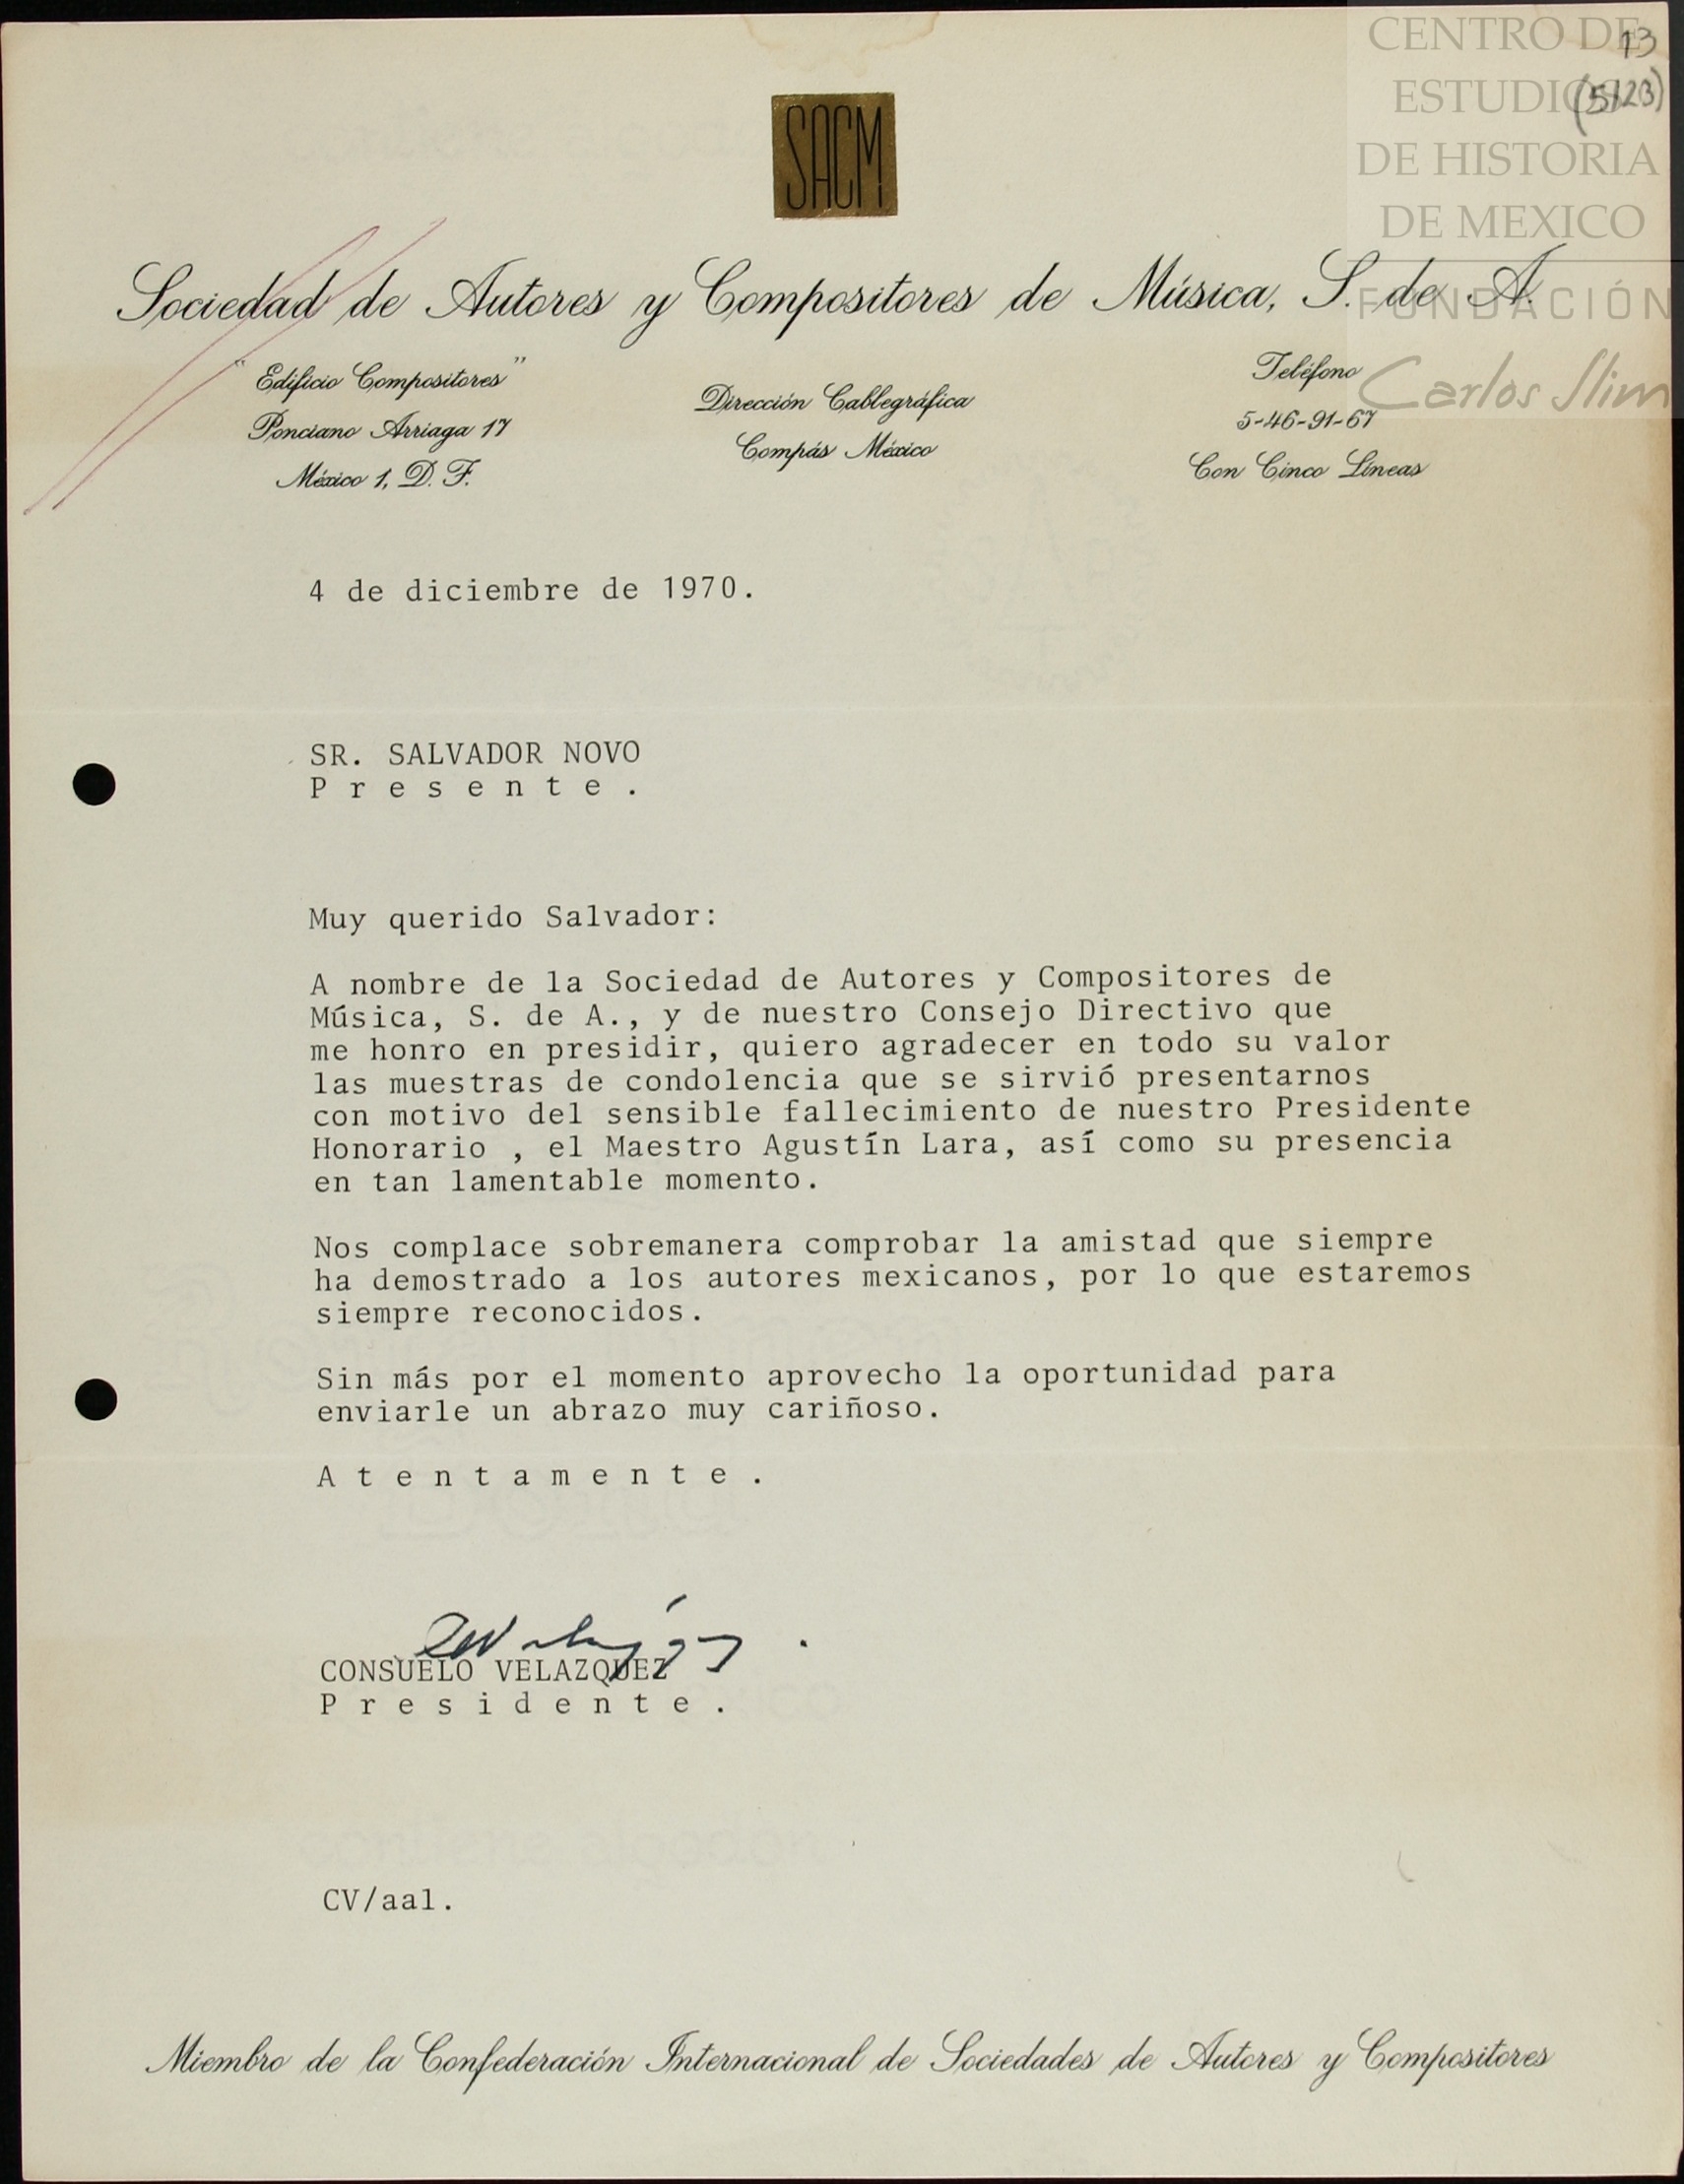 CENTRO DE
ESTUDIOS
DE HISTORIA
DE MEXICO
FUNDACIÓN
Carlos Slim
13
(5123)
SACM
Sociedad de Autores y Compositores de Música, S. de A.
"Edificio Compositores"
Ponciano Arriaga 17
México 1, D. F.
Dirección Cablegráfica
Compás México
Teléfono
5-46-91-67
Con Cinco Líneas
4 de diciembre de 1970.
SR. SALVADOR NOVO
P r e s e n t e .
Muy querido Salvador:
A nombre de la Sociedad de Autores y Compositores de
Música, S. de A., y de nuestro Consejo Directivo que
me honro en presidir, quiero agradecer en todo su valor
las muestras de condolencia que se sirvió presentarnos
con motivo del sensible fallecimiento de nuestro Presidente
Honorario , el Maestro Agustín Lara, así como su presencia
en tan lamentable momento.
Nos complace sobremanera comprobar la amistad que siempre
ha demostrado a los autores mexicanos, por lo que estaremos
siempre reconocidos.
Sin más por el momento aprovecho la oportunidad para
enviarle un abrazo muy cariñoso.
A t e n t a m e n t e .
CONSUELO VELAZQUEZ
P r e s i d e n t e .
CV/aal.
Miembro de la Confederación Internacional de Sociedades de Autores y Compositores